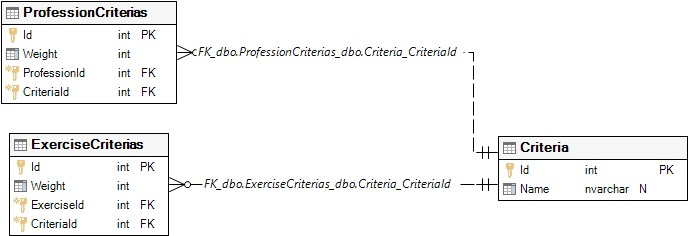 ProfessionCriterias
Id int PK
Weight int
ProfessionId int FK
CriteriaId int FK
FK_dbo.ProfessionCriterias_dbo.Criteria_CriteriaId
ExerciseCriterias
Id int PK
Weight int
ExerciseId int FK
CriteriaId int FK
FK_dbo.ExerciseCriterias_dbo.Criteria_CriteriaId
Criteria
Id int PK
Name nvarchar N